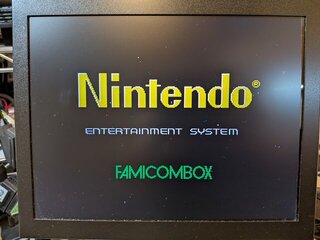 Nintendo®
ENTERTAINMENT SYSTEM
FAMICOMBOX